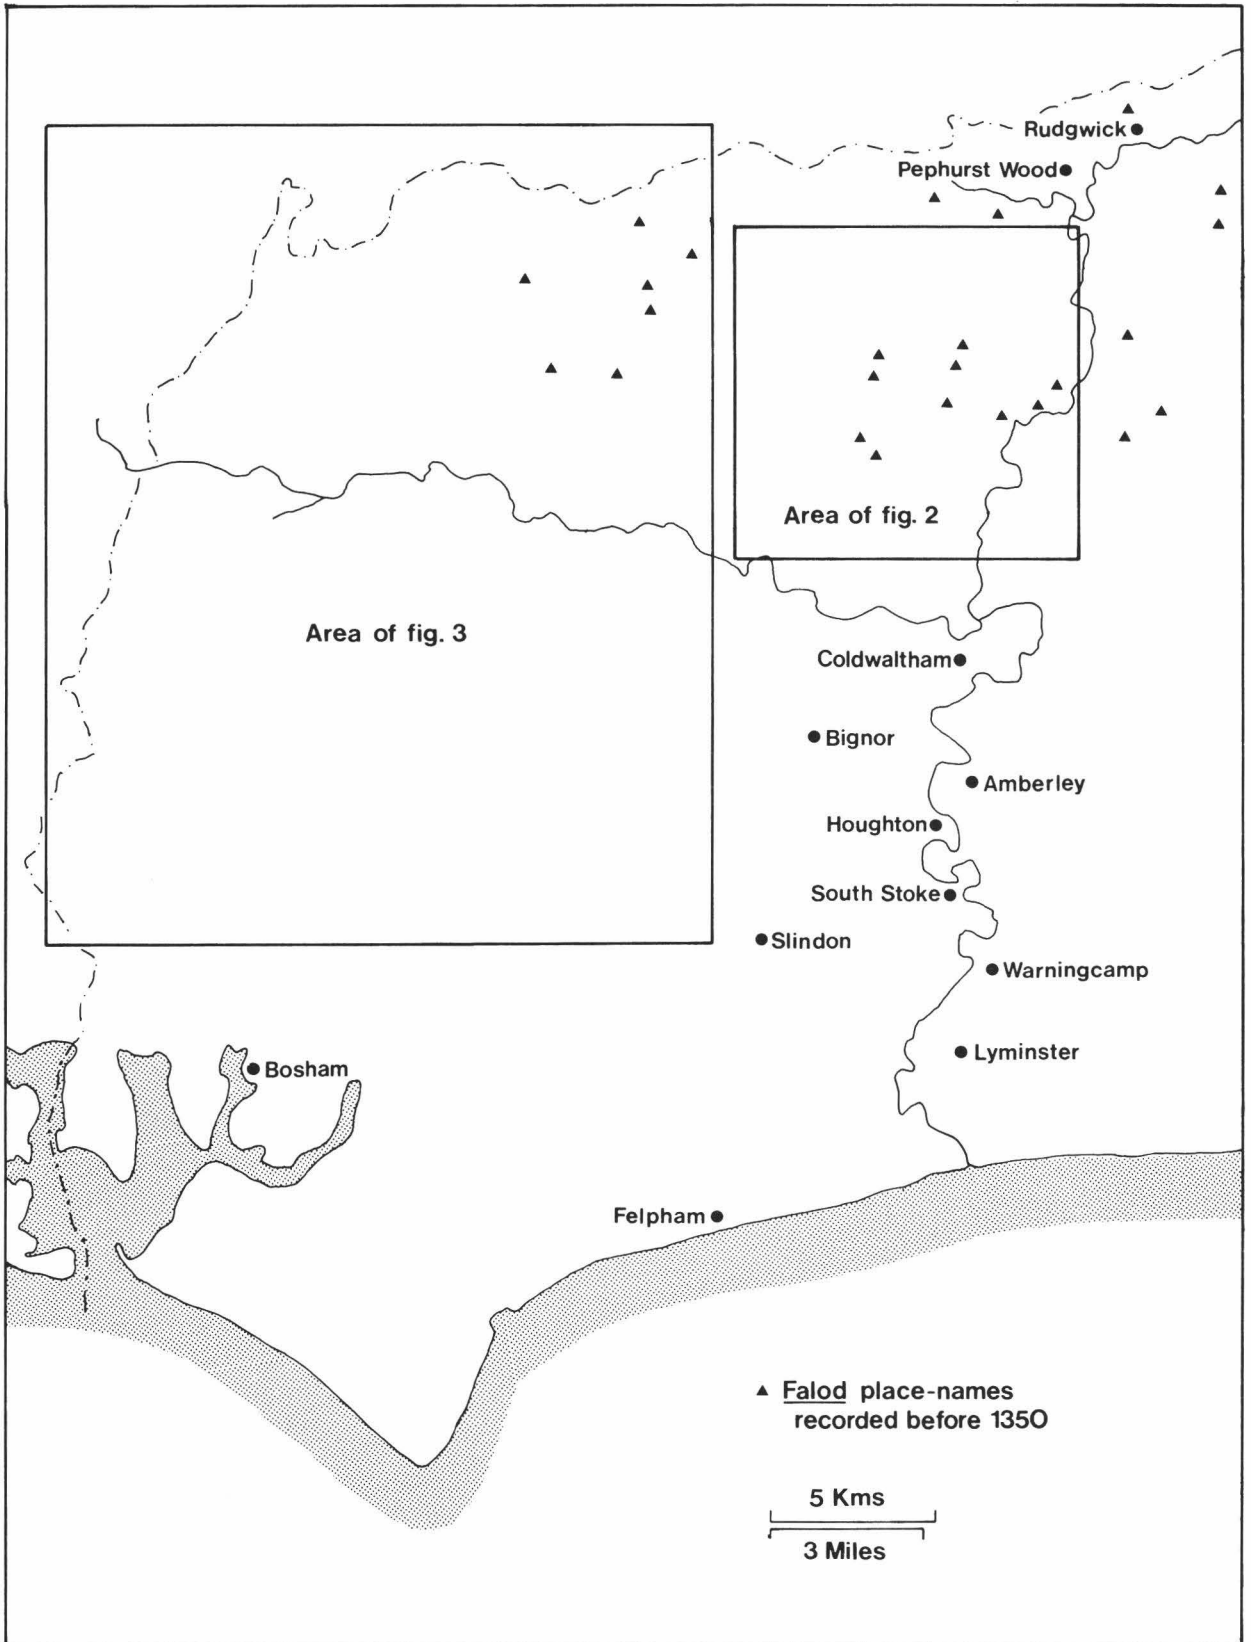 Rudgwick
Pephurst Wood
Area of fig. 2
Area of fig. 3
Coldwaltham
Bignor
Amberley
Houghton
South Stoke
Slindon
Warningcamp
Lyminster
Bosham
Felpham
Falod place-names
recorded before 1350
5 Kms
3 Miles